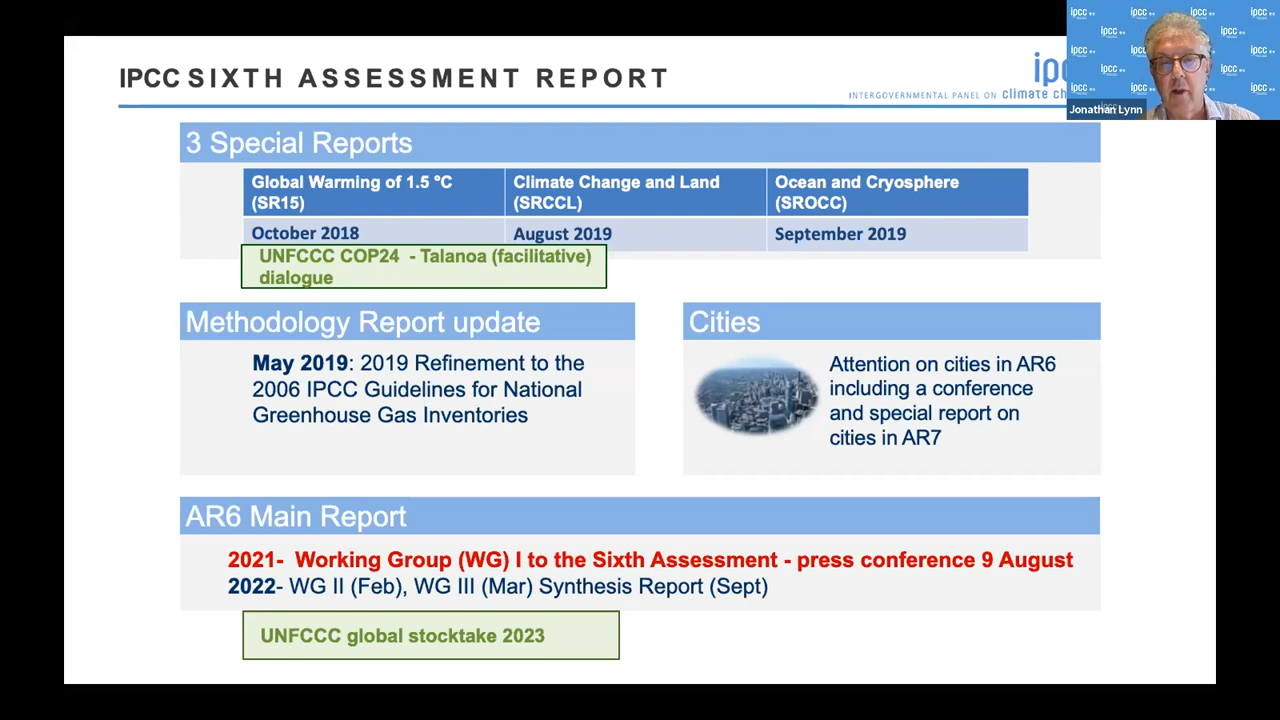 IPCC SIXTH ASSESSMENT REPORT
ipcc
INTERGOVERNMENTAL PANEL ON climate
Jonathan Lynn
3 Special Reports
Global Warming of 1.5 ºC
(SR15)
Climate Change and Land
(SRCCL)
Ocean and Cryosphere
(SROCC)
October 2018
August 2019
September 2019
UNFCCC COP24 - Talanoa (facilitative)
dialogue
Methodology Report update
May 2019: 2019 Refinement to the
2006 IPCC Guidelines for National
Greenhouse Gas Inventories
Cities
Attention on cities in AR6
including a conference
and special report on
cities in AR7
AR6 Main Report
2021- Working Group (WG) I to the Sixth Assessment - press conference 9 August
2022- WG II (Feb), WG III (Mar) Synthesis Report (Sept)
UNFCCC global stocktake 2023